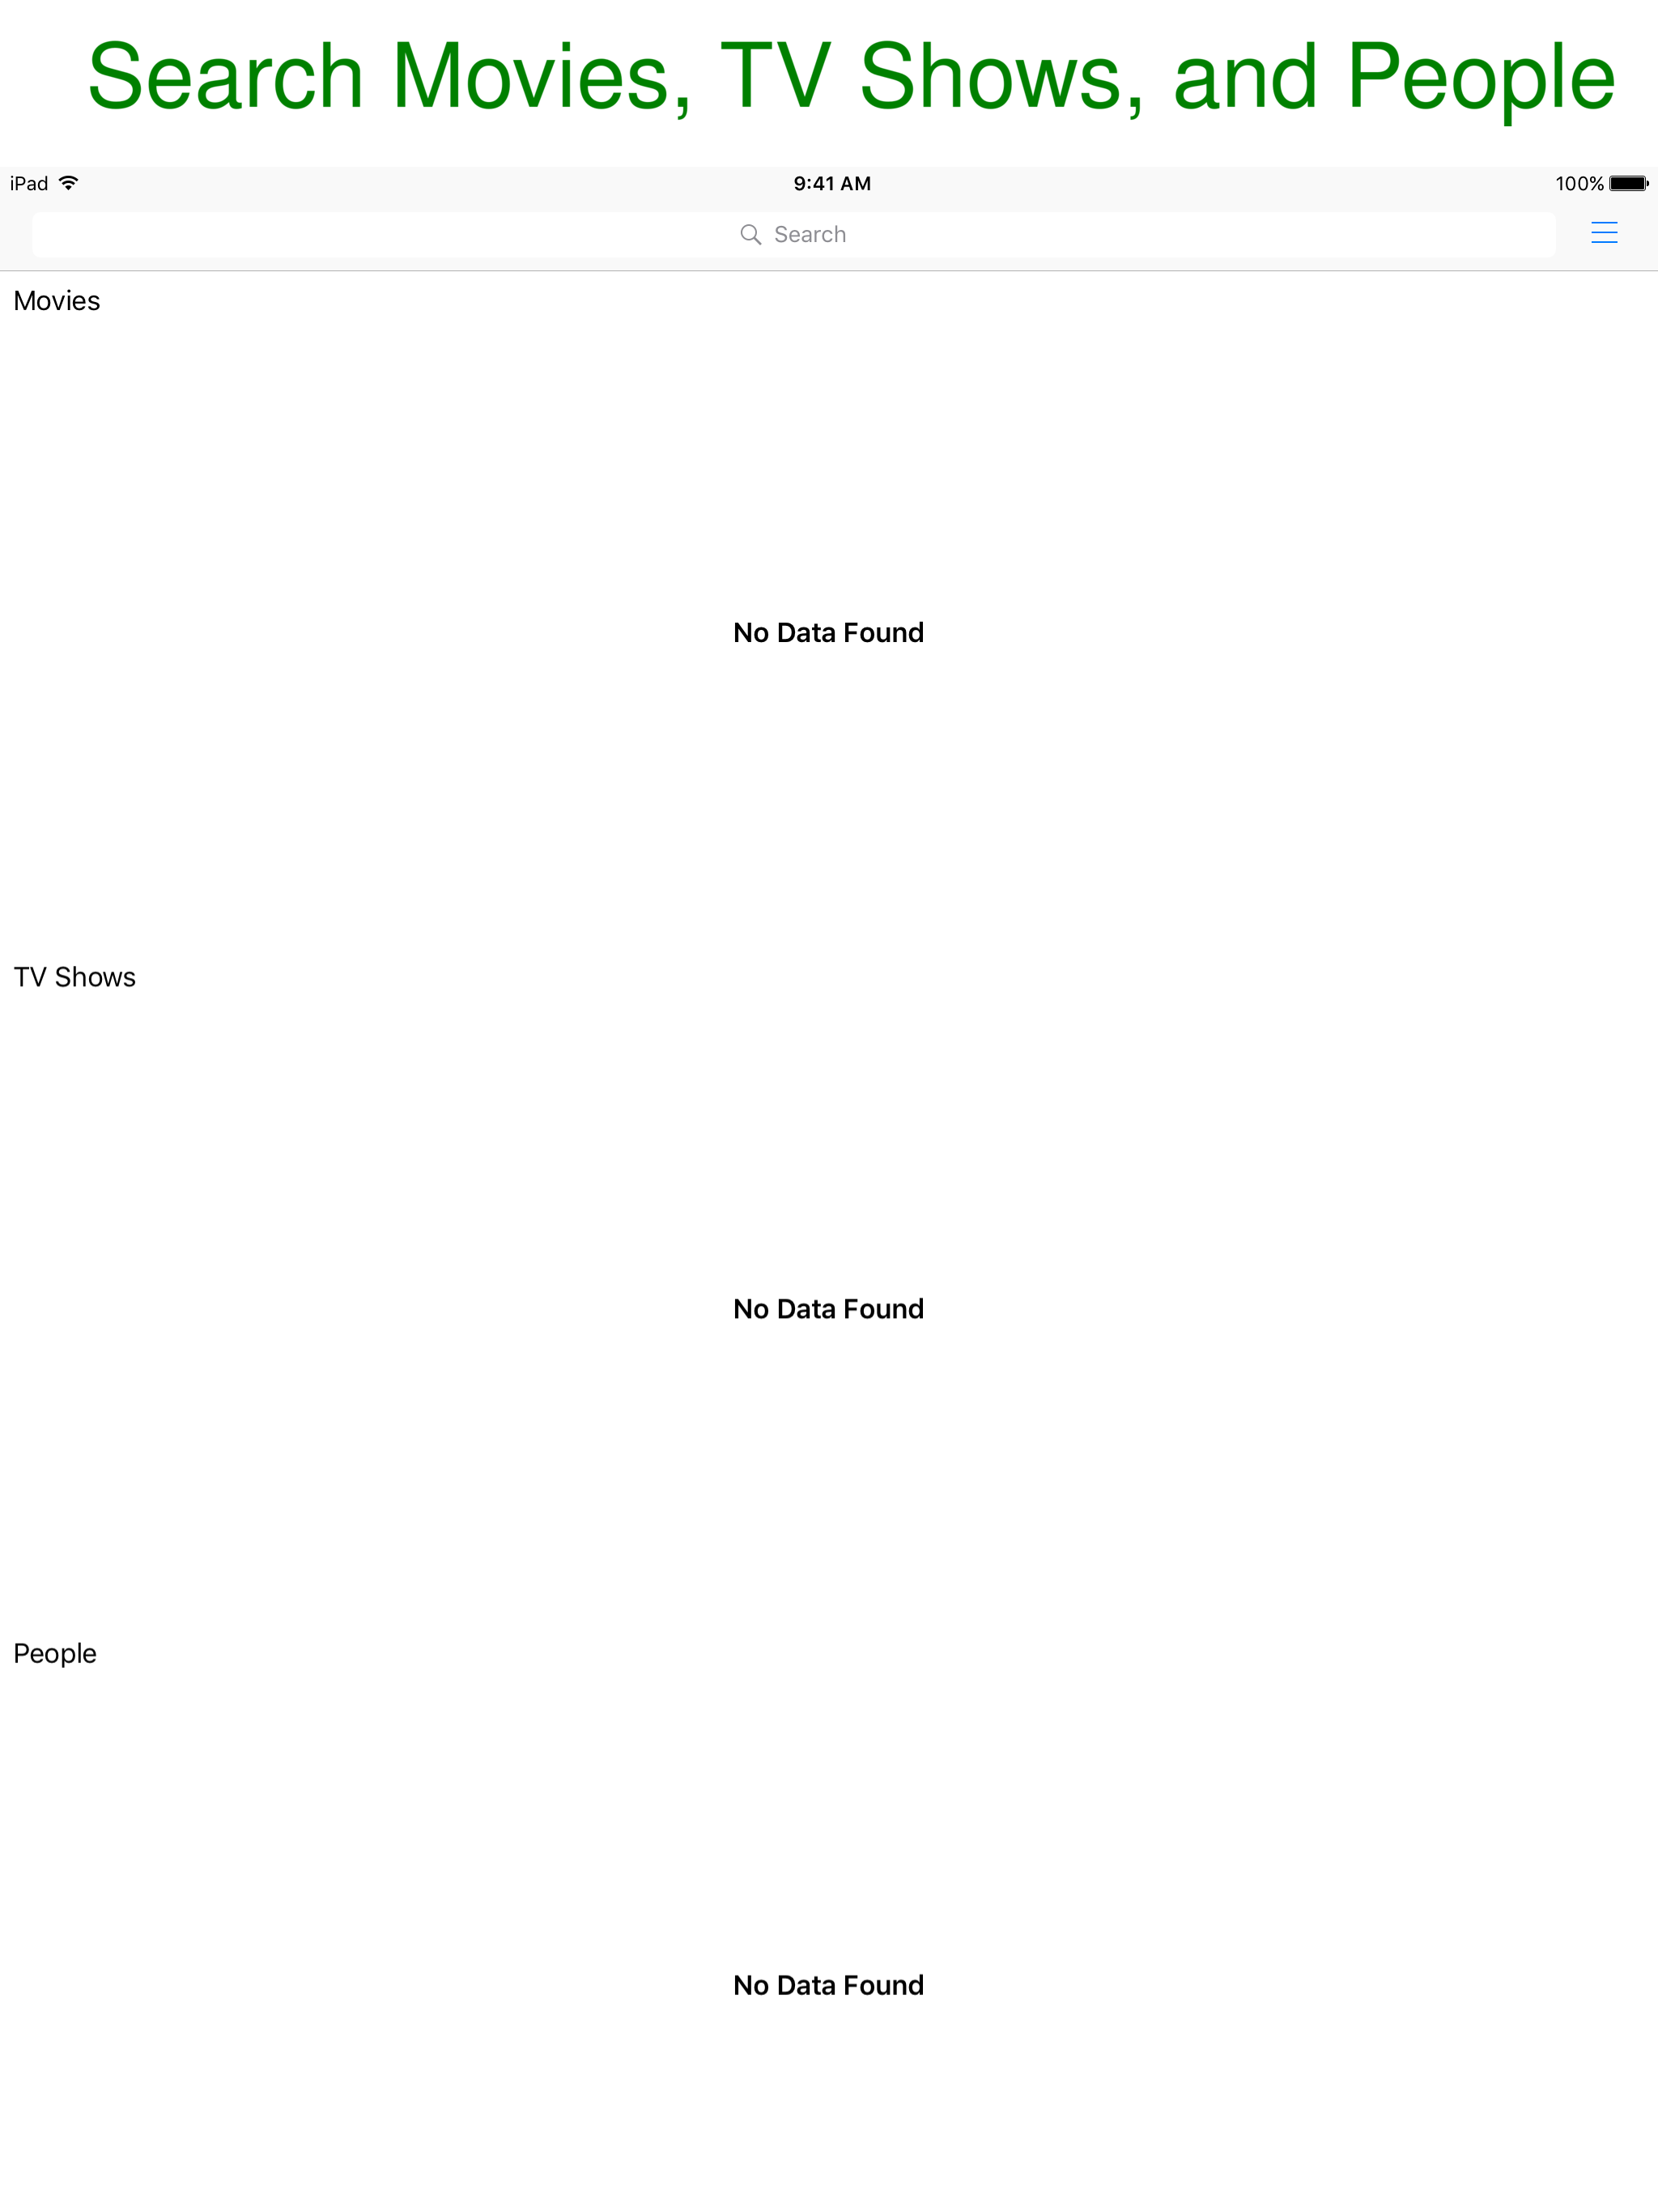 Search Movies, TV Shows, and People
iPad 9:41 AM 100%
Search
Movies
No Data Found
TV Shows
No Data Found
People
No Data Found